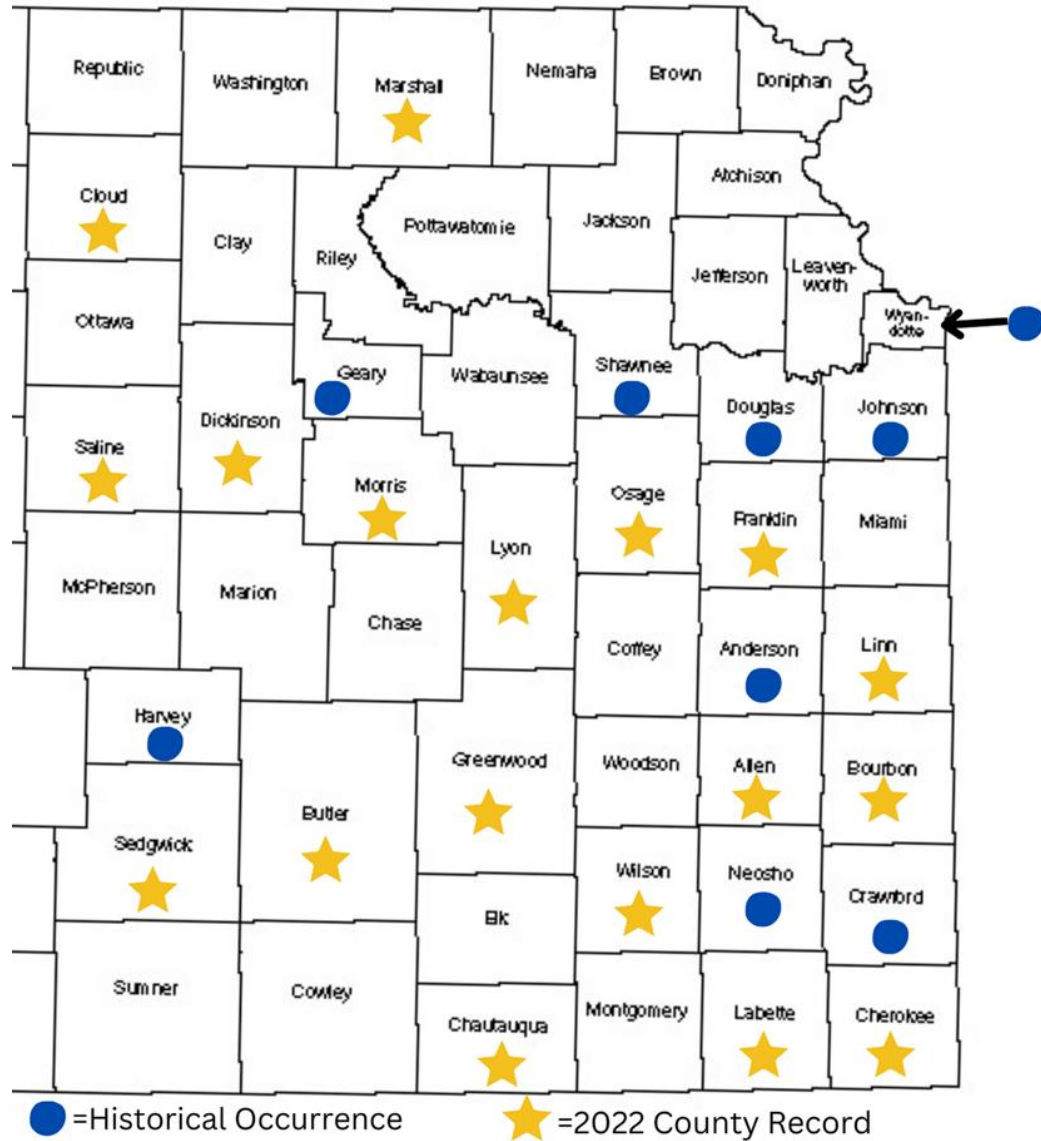 Republic
Washington
Marshall
Nemaha
Brown
Doniphan
Cloud
Clay
Riley
Pottawatomie
Jackson
Atchison
Jefferson
Leaven-
worth
Wyan-
dotte
Ottawa
Geary
Wabaunsee
Shawnee
Douglas
Johnson
Saline
Dickinson
Morris
Lyon
Osage
Franklin
Miami
McPherson
Marion
Chase
Coffey
Anderson
Linn
Harvey
Greenwood
Woodson
Allen
Bourbon
Sedgwick
Butler
Elk
Wilson
Neosho
Crawford
Sumner
Cowley
Chautauqua
Montgomery
Labette
Cherokee
=Historical Occurrence
=2022 County Record